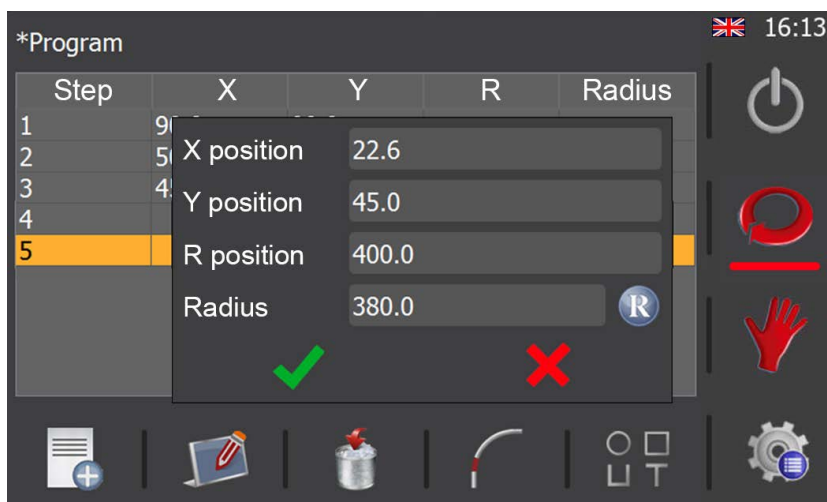 *Program 16:13
Step X Y R Radius
1
2
3
4
5
X position 22.6
Y position 45.0
R position 400.0
Radius 380.0 R